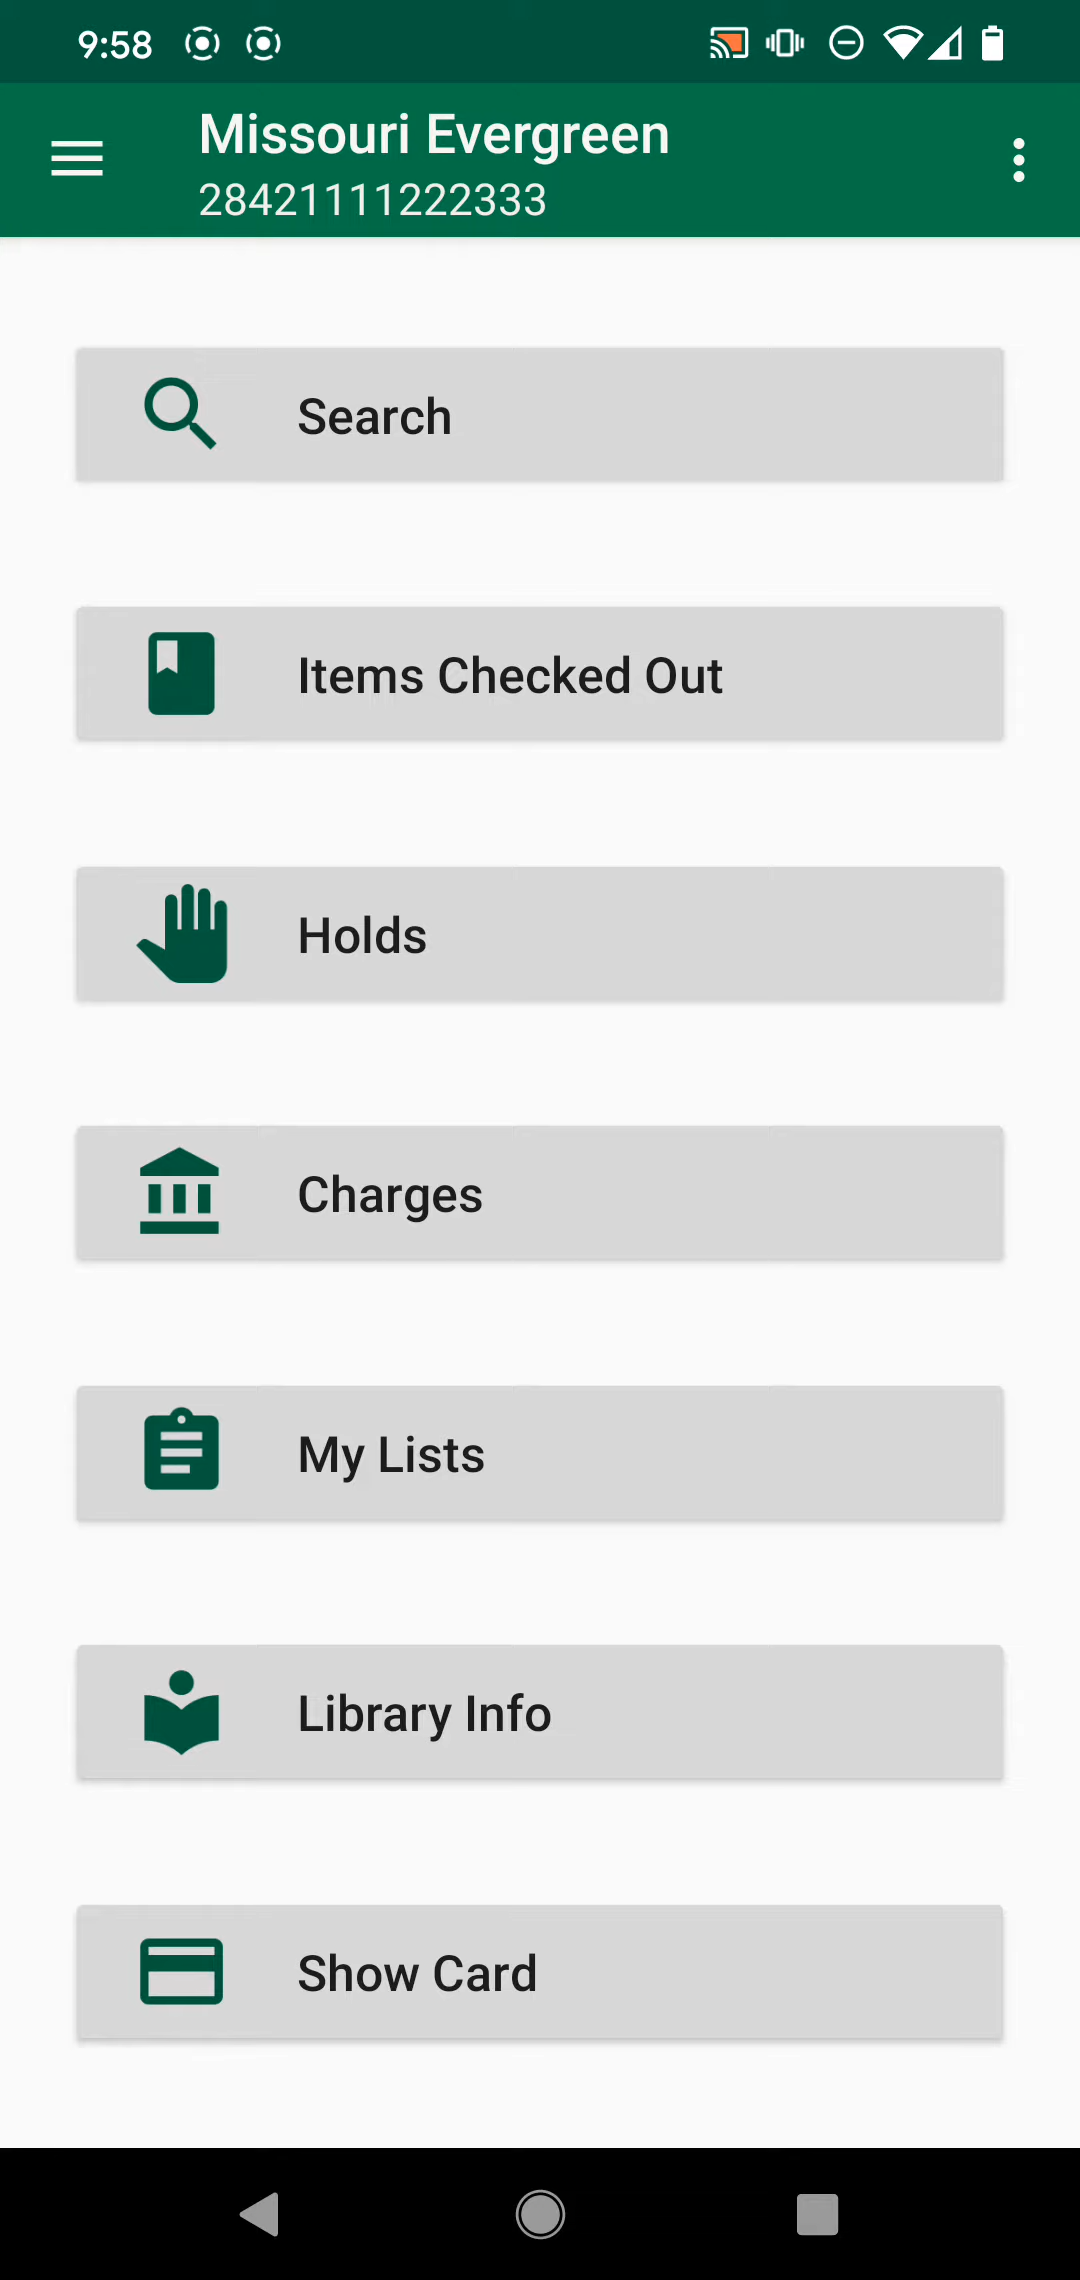 9:58
Missouri Evergreen
28421111222333
Search
Items Checked Out
Holds
Charges
My Lists
Library Info
Show Card